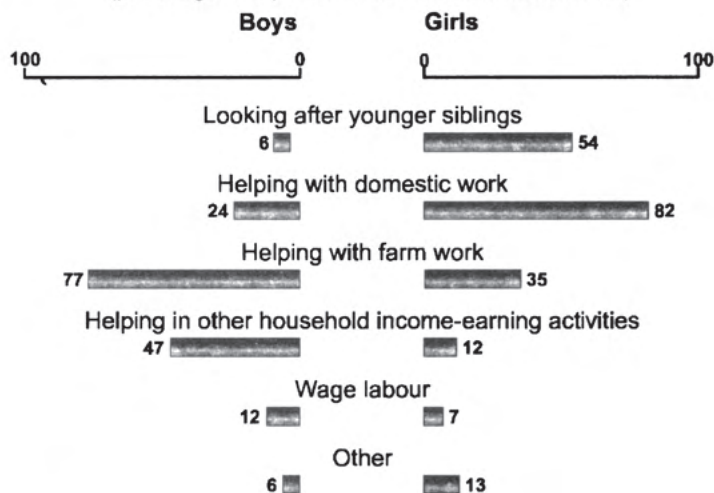 Boys Girls
100 0 0 100
Looking after younger siblings
6 54
Helping with domestic work
24 82
Helping with farm work
77 35
Helping in other household income-earning activities
47 12
Wage labour
12 7
Other
6 13